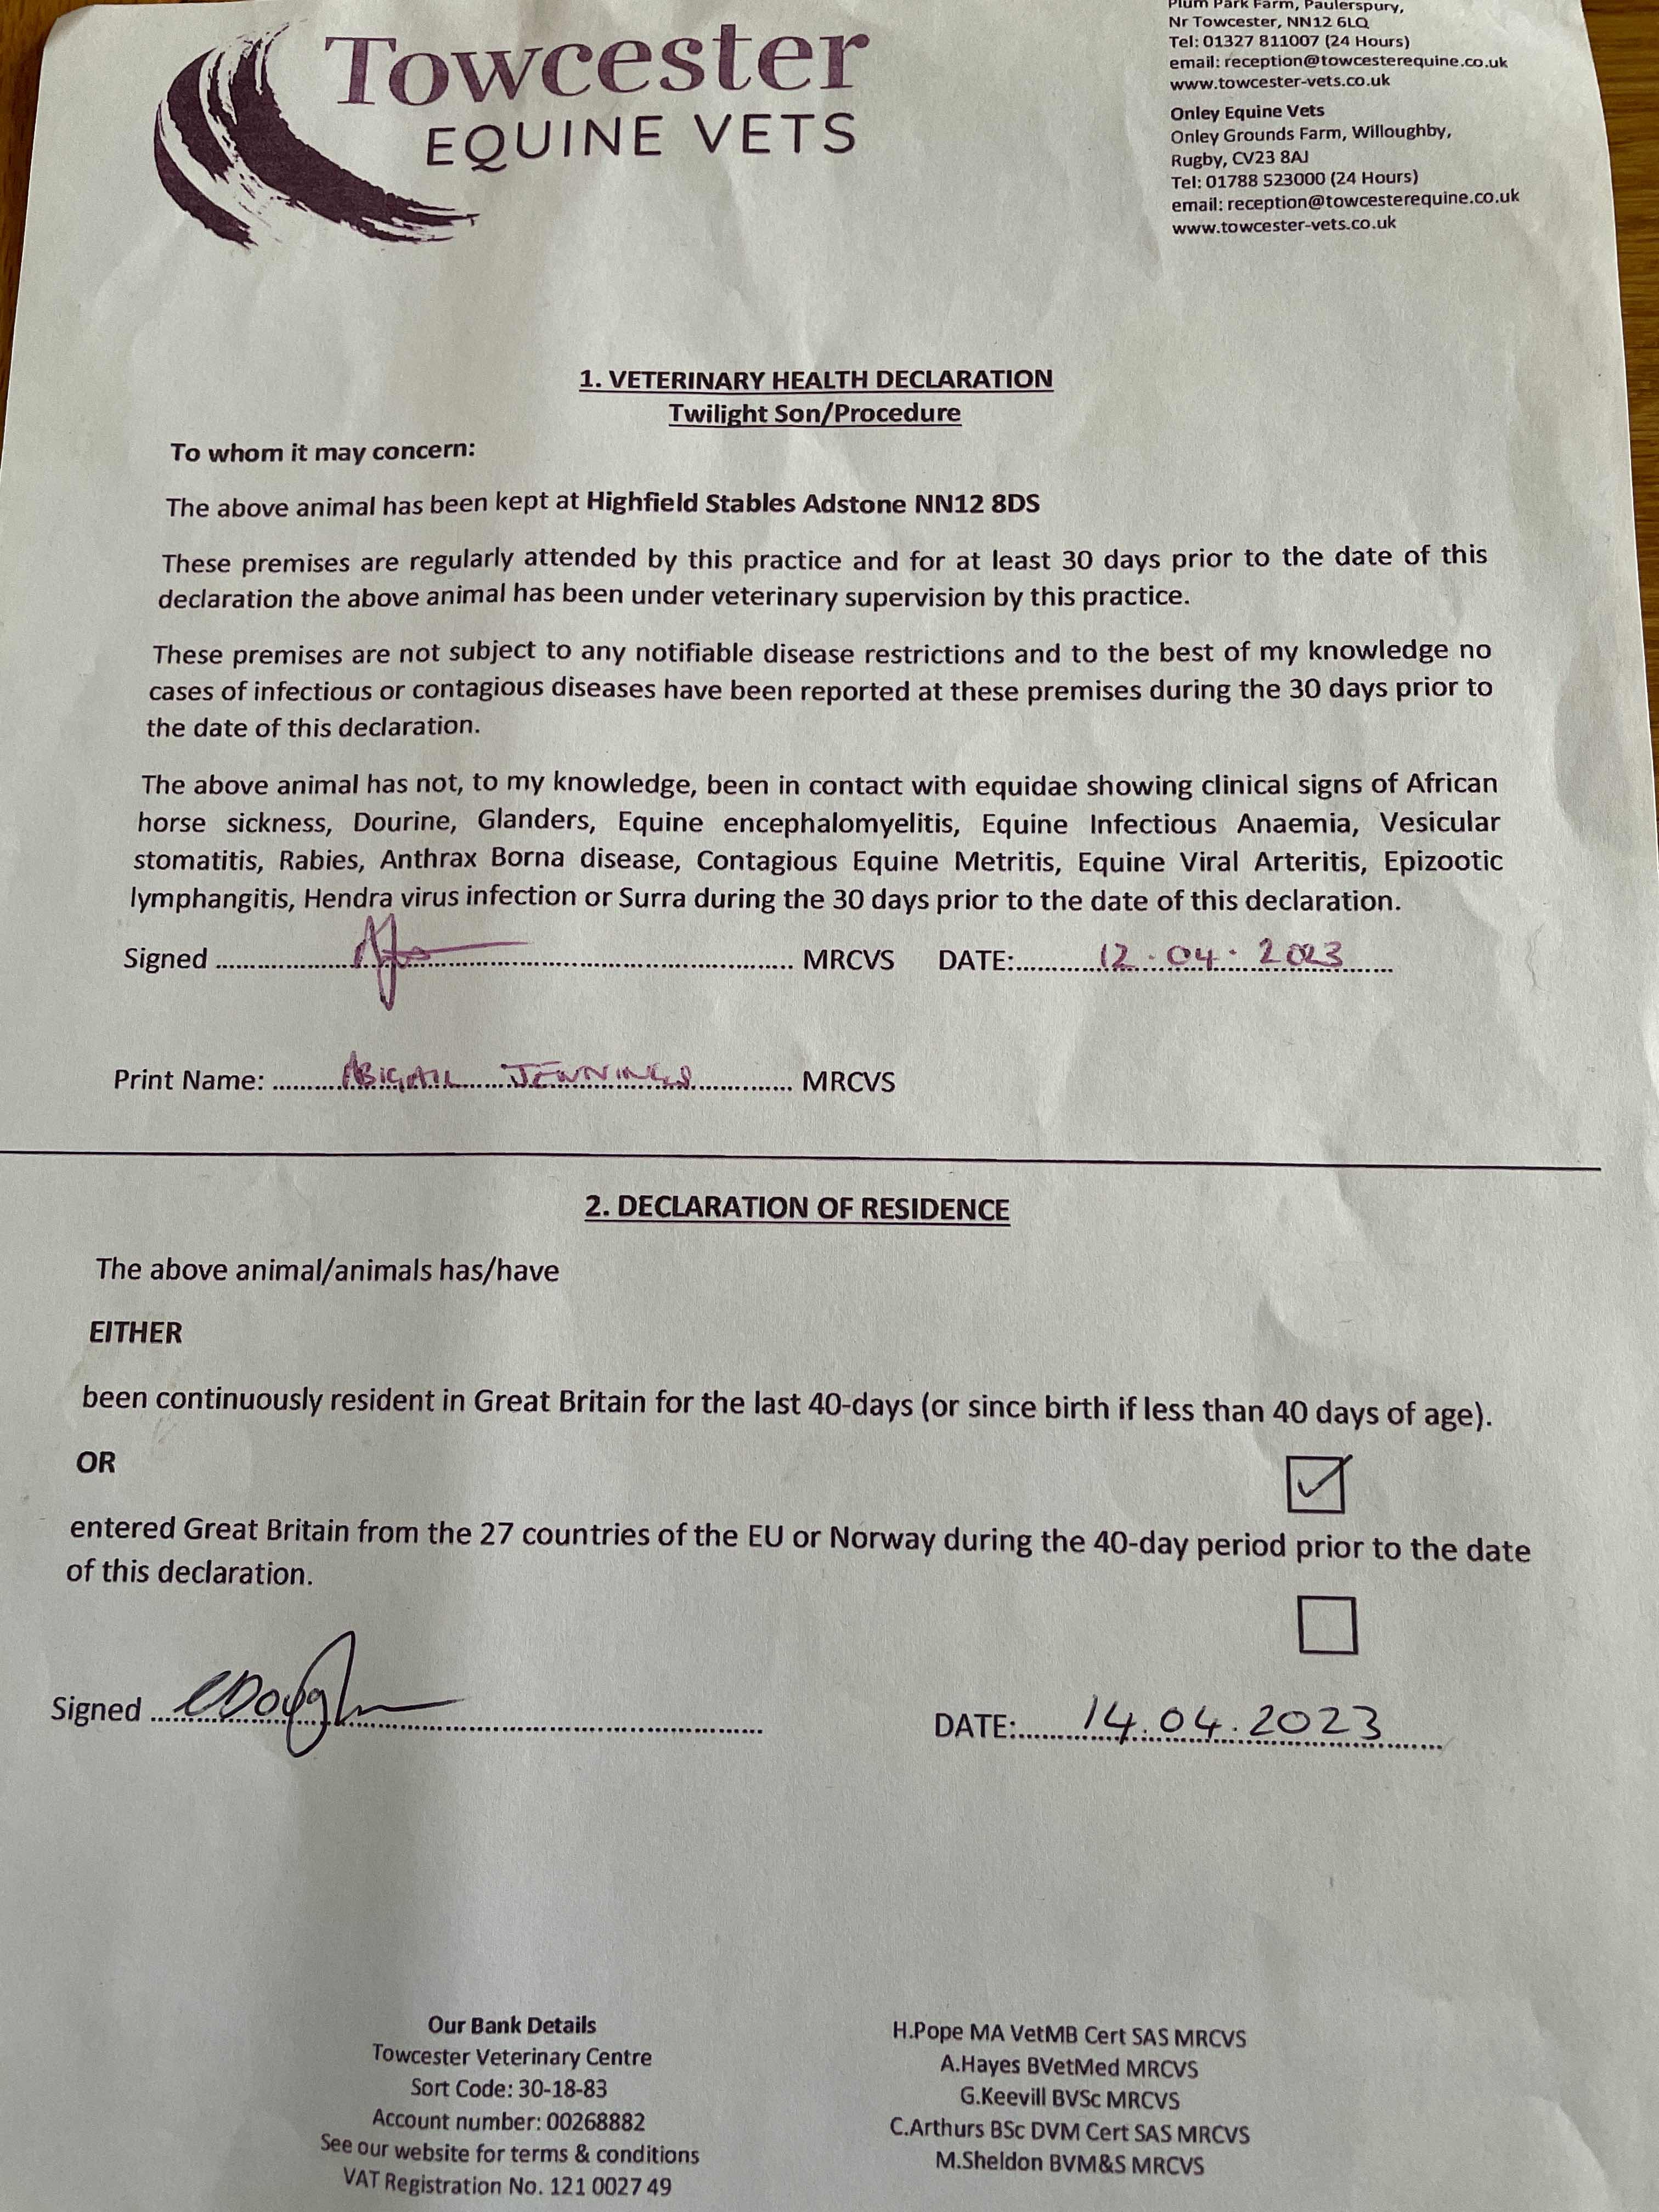 Towcester
EQUINE VETS
Plum Park Farm, Paulerspury,
Nr Towcester, NN12 6LQ
Tel: 01327 811007 (24 Hours)
email: reception@towcesterequine.co.uk
www.towcester-vets.co.uk
Onley Equine Vets
Onley Grounds Farm, Willoughby,
Rugby, CV23 8AJ
Tel: 01788 523000 (24 Hours)
email: reception@towcesterequine.co.uk
www.towcester-vets.co.uk
1. VETERINARY HEALTH DECLARATION
Twilight Son/Procedure
To whom it may concern:
The above animal has been kept at Highfield Stables Adstone NN12 8DS
These premises are regularly attended by this practice and for at least 30 days prior to the date of this
declaration the above animal has been under veterinary supervision by this practice.
These premises are not subject to any notifiable disease restrictions and to the best of my knowledge no
cases of infectious or contagious diseases have been reported at these premises during the 30 days prior to
the date of this declaration.
The above animal has not, to my knowledge, been in contact with equidae showing clinical signs of African
horse sickness, Dourine, Glanders, Equine encephalomyelitis, Equine Infectious Anaemia, Vesicular
stomatitis, Rabies, Anthrax Borna disease, Contagious Equine Metritis, Equine Viral Arteritis, Epizootic
lymphangitis, Hendra virus infection or Surra during the 30 days prior to the date of this declaration.
Signed MRCVS DATE: 12.04.2023
Print Name: ABIGAIL JENNINGS MRCVS
2. DECLARATION OF RESIDENCE
The above animal/animals has/have
EITHER
been continuously resident in Great Britain for the last 40-days (or since birth if less than 40 days of age).
OR
entered Great Britain from the 27 countries of the EU or Norway during the 40-day period prior to the date
of this declaration.
Signed DATE: 14.04.2023
Our Bank Details
Towcester Veterinary Centre
Sort Code: 30-18-83
Account number: 00268882
See our website for terms & conditions
VAT Registration No. 121 0027 49
H.Pope MA VetMB Cert SAS MRCVS
A.Hayes BVetMed MRCVS
G.Keevill BVSc MRCVS
C.Arthurs BSc DVM Cert SAS MRCVS
M.Sheldon BVM&S MRCVS